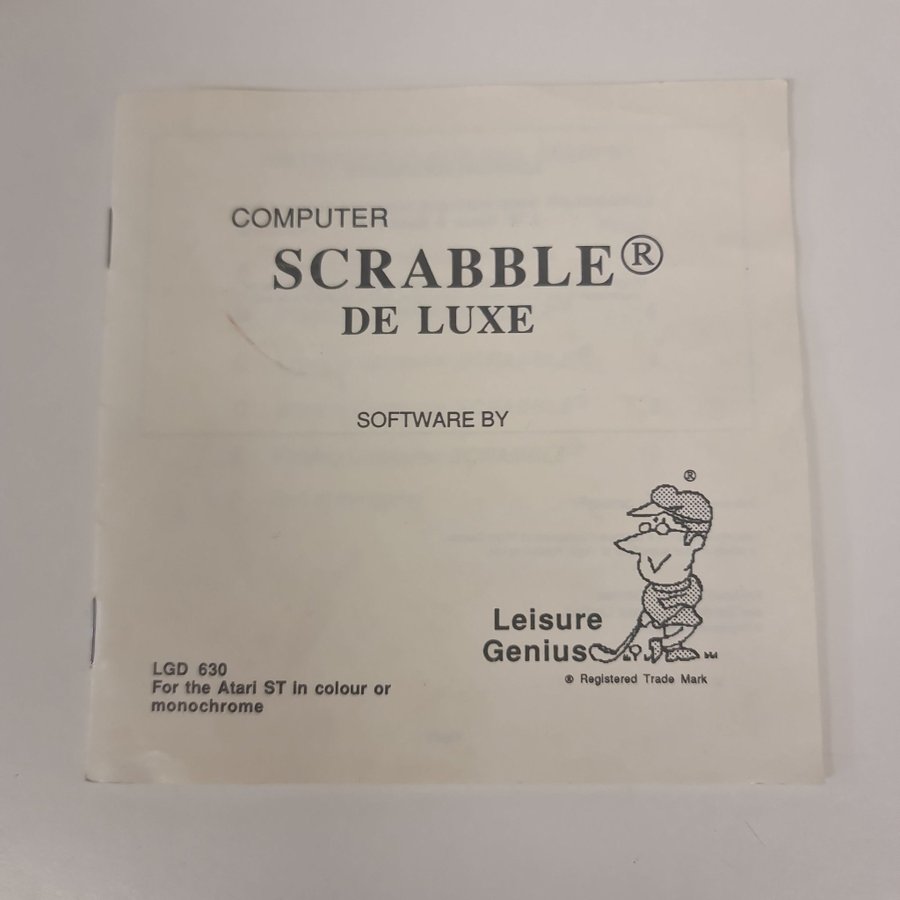 COMPUTER
SCRABBLE®
DE LUXE
SOFTWARE BY
®
Leisure
Genius
® Registered Trade Mark
LGD 630
For the Atari ST in colour or
monochrome